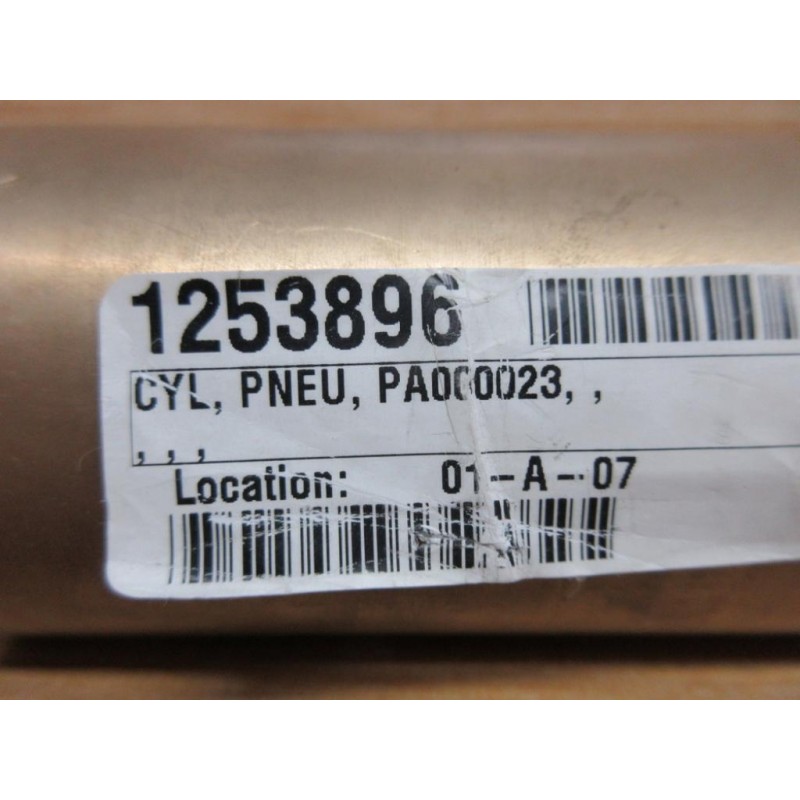 1253896
CYL, PNEU, PA000023, ,
, , ,
Location: 01-A-07